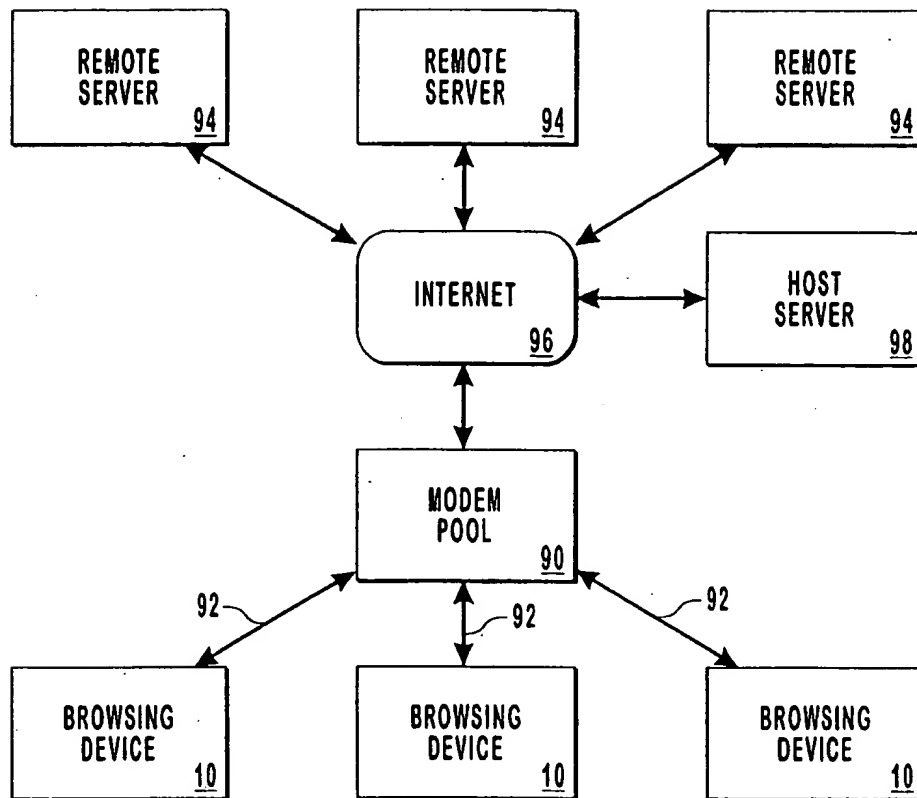 REMOTE
SERVER
94
REMOTE
SERVER
94
REMOTE
SERVER
94
INTERNET
96
HOST
SERVER
98
MODEM
POOL
90
92
92
92
BROWSING
DEVICE
10
BROWSING
DEVICE
10
BROWSING
DEVICE
10